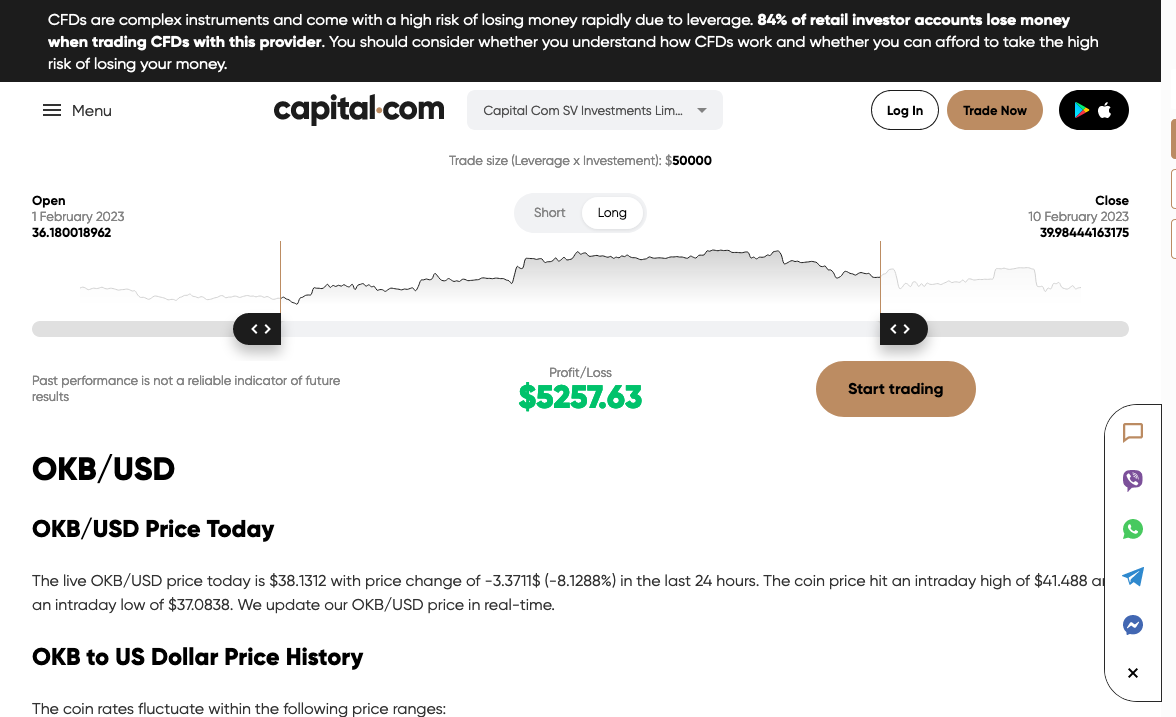 CFDs are complex instruments and come with a high risk of losing money rapidly due to leverage. 84% of retail investor accounts lose money
when trading CFDs with this provider. You should consider whether you understand how CFDs work and whether you can afford to take the high
risk of losing your money.
Menu
capital.com
Capital Com SV Investments Lim...
Log In
Trade Now
Trade size (Leverage x Investement): $50000
Open
1 February 2023
36.180018962
Short
Long
Close
10 February 2023
39.98444163175
Past performance is not a reliable indicator of future
results
Profit/Loss
$5257.63
Start trading
OKB/USD
OKB/USD Price Today
The live OKB/USD price today is $38.1312 with price change of -3.3711$ (-8.1288%) in the last 24 hours. The coin price hit an intraday high of $41.488
an intraday low of $37.0838. We update our OKB/USD price in real-time.
OKB to US Dollar Price History
The coin rates fluctuate within the following price ranges: